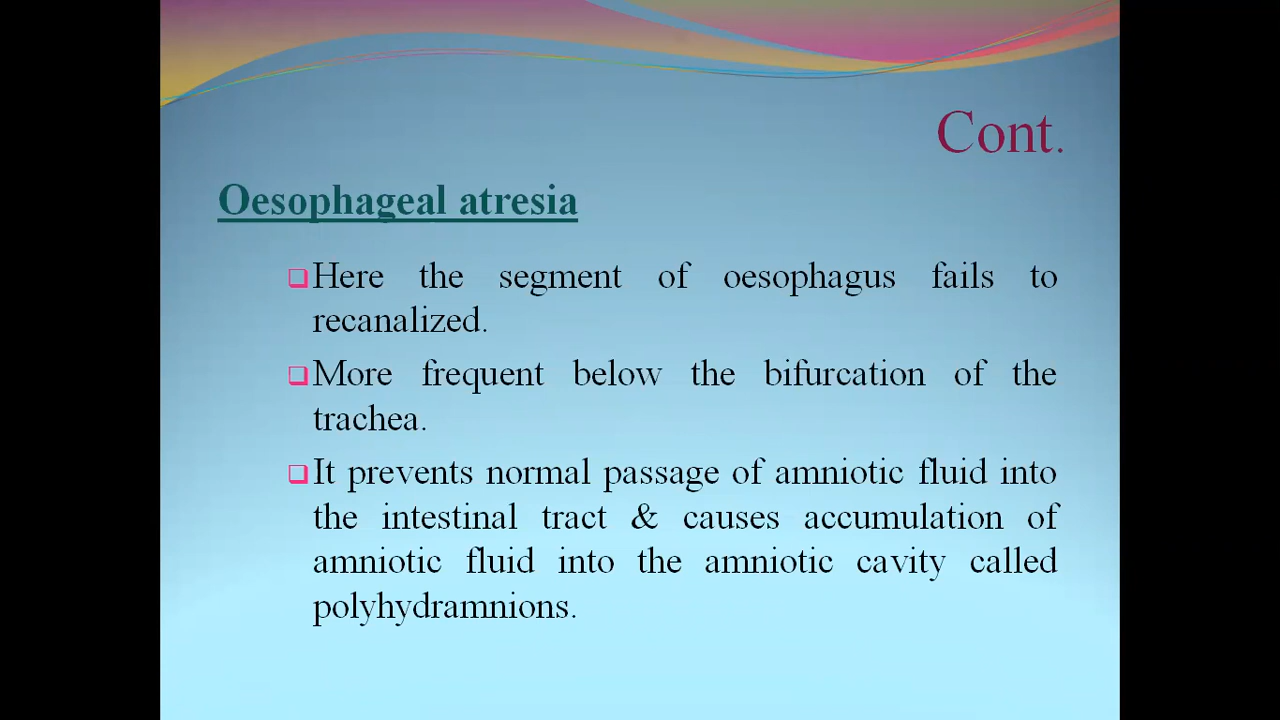 Cont.
Oesophageal atresia
Here the segment of oesophagus fails to
recanalized.
More frequent below the bifurcation of the
trachea.
It prevents normal passage of amniotic fluid into
the intestinal tract & causes accumulation of
amniotic fluid into the amniotic cavity called
polyhydramnions.